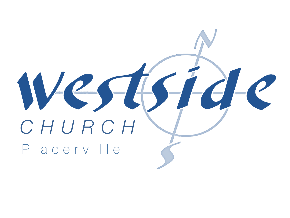 N
westside
CHURCH
Placerville
S